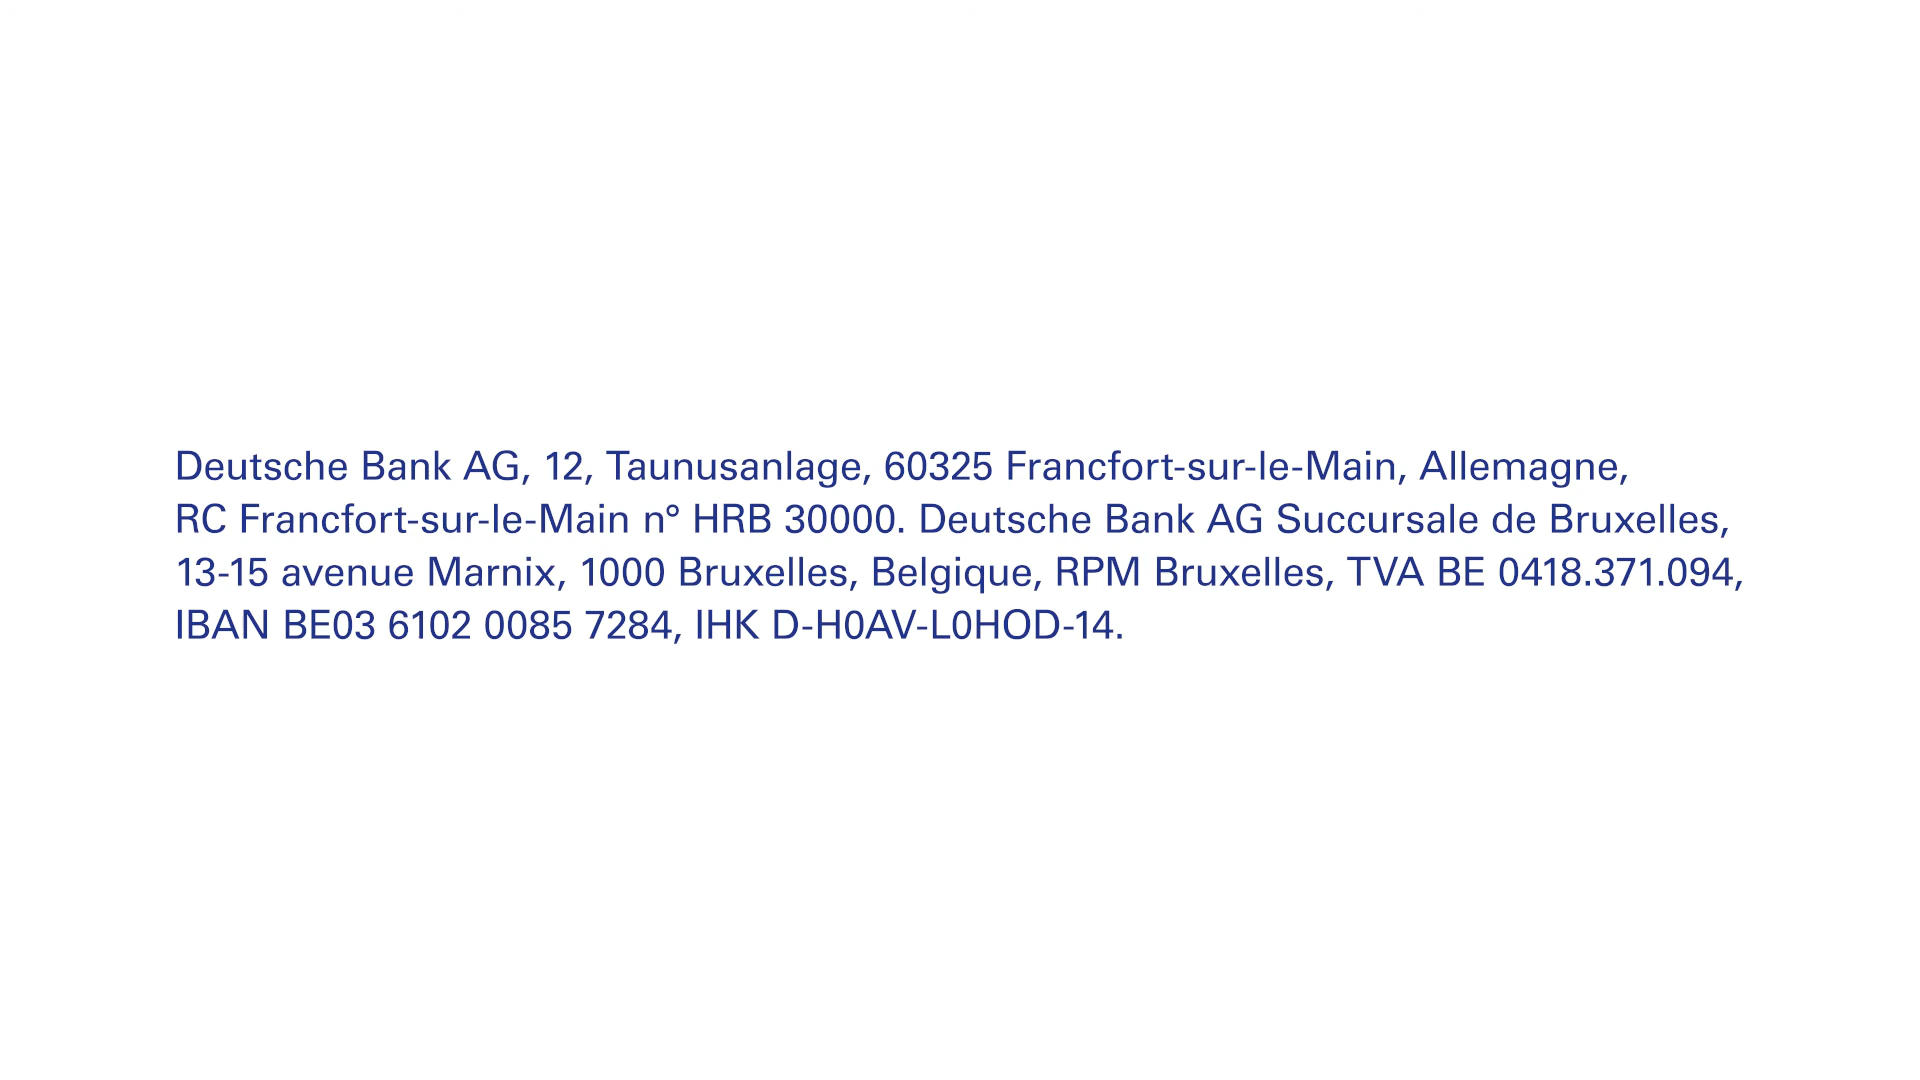 Deutsche Bank AG, 12, Taunusanlage, 60325 Francfort-sur-le-Main, Allemagne,
RC Francfort-sur-le-Main n° HRB 30000. Deutsche Bank AG Succursale de Bruxelles,
13-15 avenue Marnix, 1000 Bruxelles, Belgique, RPM Bruxelles, TVA BE 0418.371.094,
IBAN BE03 6102 0085 7284, IHK D-H0AV-L0HOD-14.